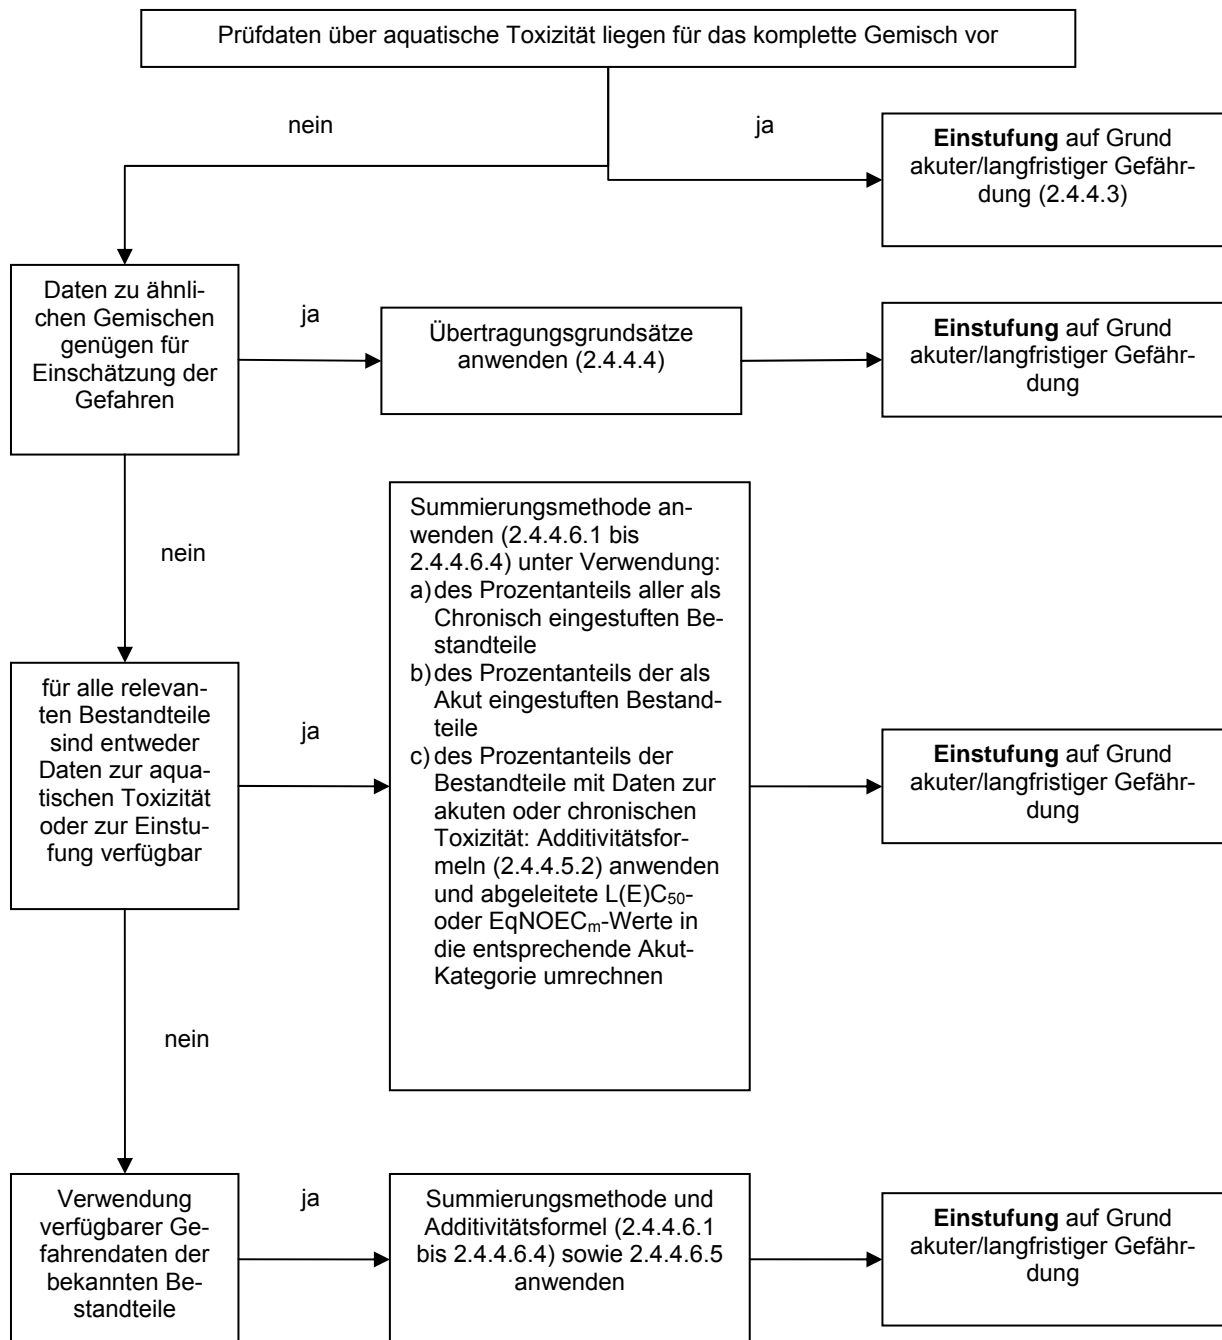 Prüfdaten über aquatische Toxizität liegen für das komplette Gemisch vor
nein
ja
Einstufung auf Grund
akuter/langfristiger Gefähr-
dung (2.4.4.3)
Daten zu ähnli-
chen Gemischen
genügen für
Einschätzung der
Gefahren
ja
Übertragungsgrundsätze
anwenden (2.4.4.4)
Einstufung auf Grund
akuter/langfristiger Gefähr-
dung
nein
für alle relevan-
ten Bestandteile
sind entweder
Daten zur aqua-
tischen Toxizität
oder zur Einstu-
fung verfügbar
ja
Summierungsmethode an-
wenden (2.4.4.6.1 bis
2.4.4.6.4) unter Verwendung:
a) des Prozentanteils aller als
Chronisch eingestuften Be-
standteile
b) des Prozentanteils der als
Akut eingestuften Bestand-
teile
c) des Prozentanteils der
Bestandteile mit Daten zur
akuten oder chronischen
Toxizität: Additivitätsfor-
meln (2.4.4.5.2) anwenden
und abgeleitete L(E)C50-
oder EqNOECm-Werte in
die entsprechende Akut-
Kategorie umrechnen
Einstufung auf Grund
akuter/langfristiger Gefähr-
dung
nein
Verwendung
verfügbarer Ge-
fahrendaten der
bekannten Be-
standteile
ja
Summierungsmethode und
Additivitätsformel (2.4.4.6.1
bis 2.4.4.6.4) sowie 2.4.4.6.5
anwenden
Einstufung auf Grund
akuter/langfristiger Gefähr-
dung